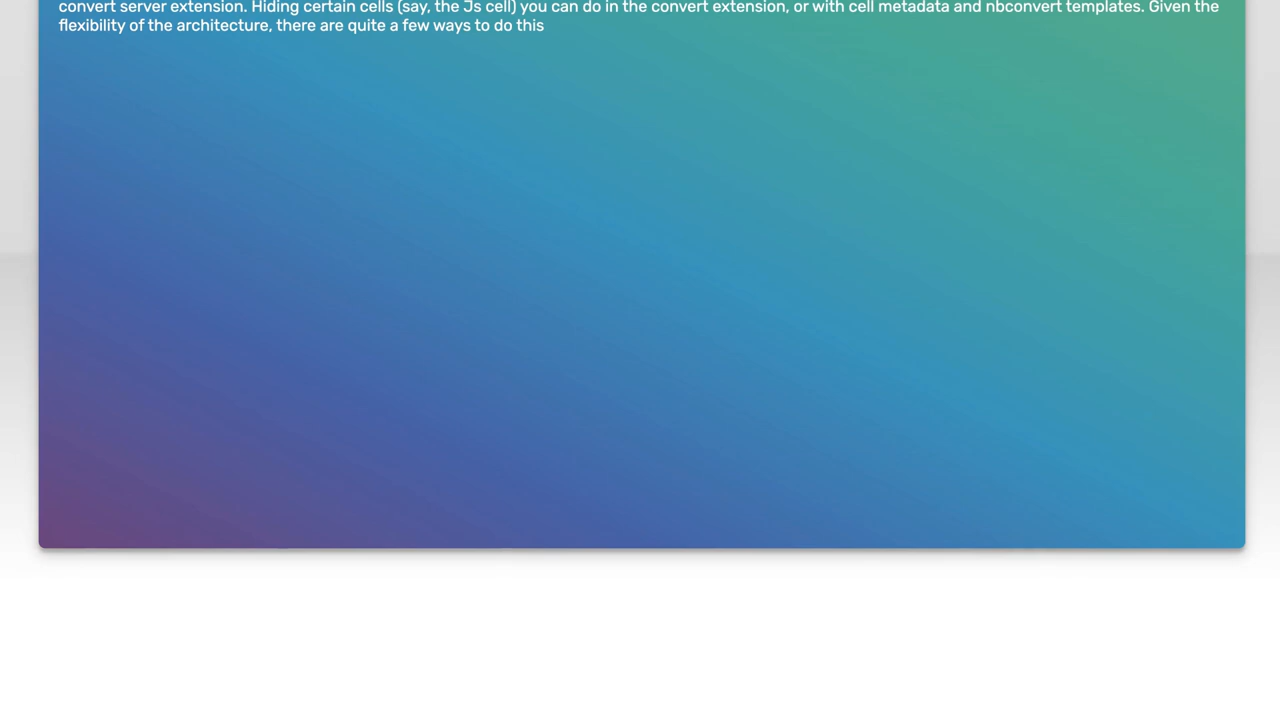 convert server extension. Hiding certain cells (say, the Js cell) you can do in the convert extension, or with cell metadata and nbconvert templates. Given the
flexibility of the architecture, there are quite a few ways to do this